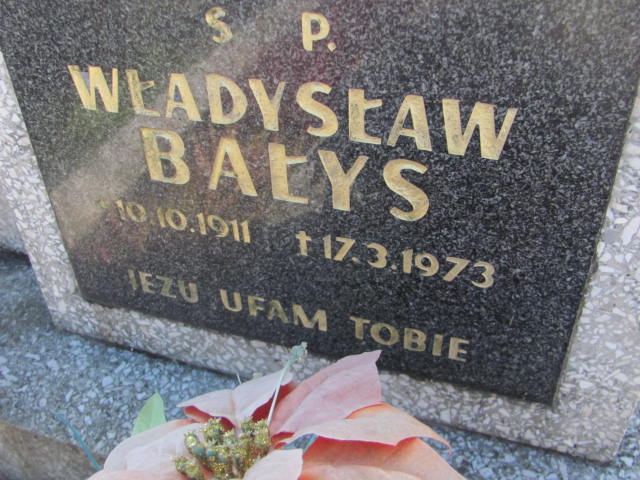 Ś P.
WŁADYSŁAW
BAŁYS
* 10.10.1911 † 17.3.1973
JEZU UFAM TOBIE